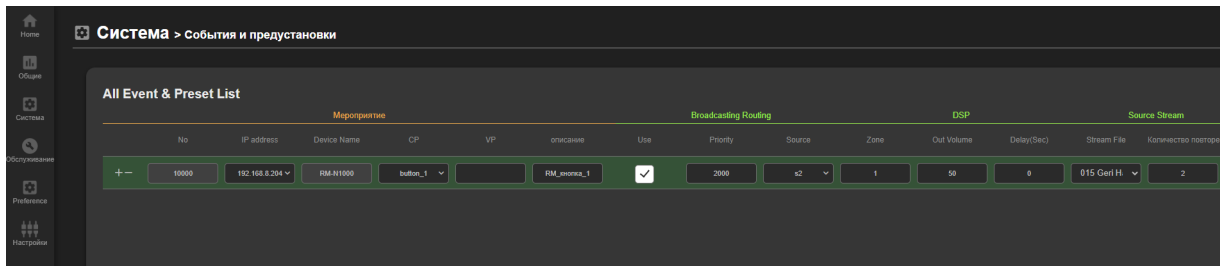 Home
Система > События и предустановки
Общие
All Event & Preset List
Система
Мероприятие Broadcasting Routing DSP Source Stream
No IP address Device Name CP VP описание Use Priority Source Zone Out Volume Delay(Sec) Stream File Количество повторе
Обслуживание
+− 10000 192.168.8.204 RM-N1000 button_1 RM_кнопка_1 2000 s2 1 50 0 015 Geri H 2
Preference
Настройки